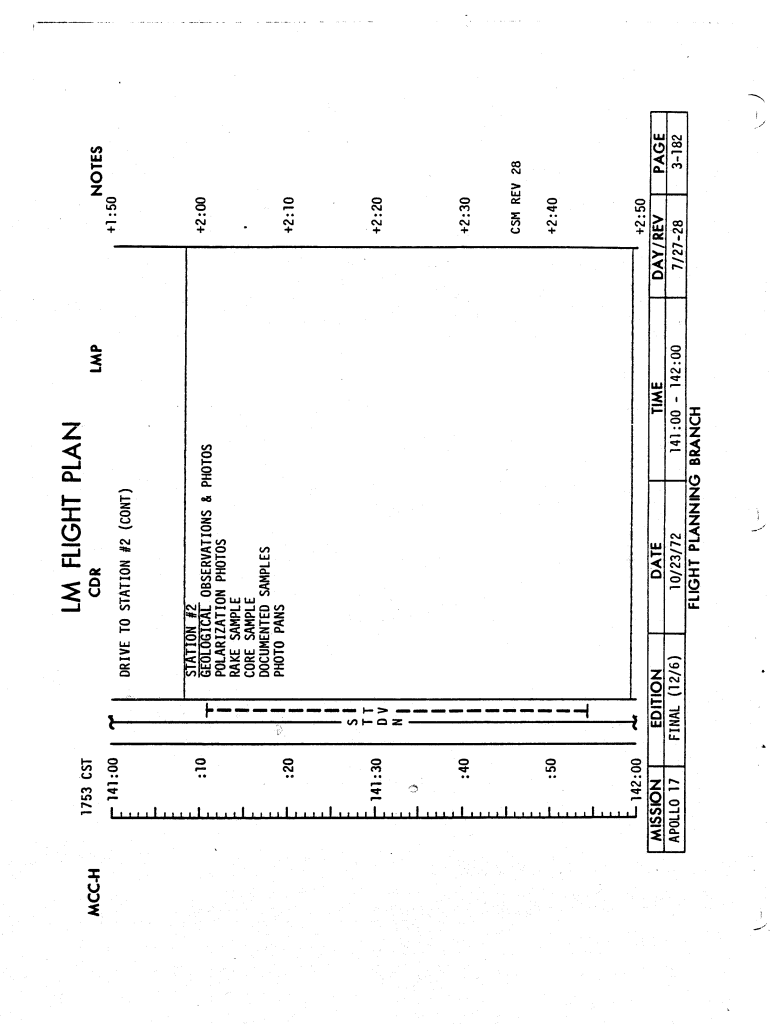 LM FLIGHT PLAN
MCC-H 1753 CST CDR LMP NOTES
141:00 +1:50
DRIVE TO STATION #2 (CONT)
STATION #2
:10 GEOLOGICAL OBSERVATIONS & PHOTOS +2:00
POLARIZATION PHOTOS
RAKE SAMPLE
CORE SAMPLE
DOCUMENTED SAMPLES
PHOTO PANS
:20 +2:10
141:30 +2:20
S T
T V
D
N
:40 +2:30
CSM REV 28
:50 +2:40
142:00 +2:50
MISSION EDITION DATE TIME DAY/REV PAGE
APOLLO 17 FINAL (12/6) 10/23/72 141:00 - 142:00 7/27-28 3-182
FLIGHT PLANNING BRANCH